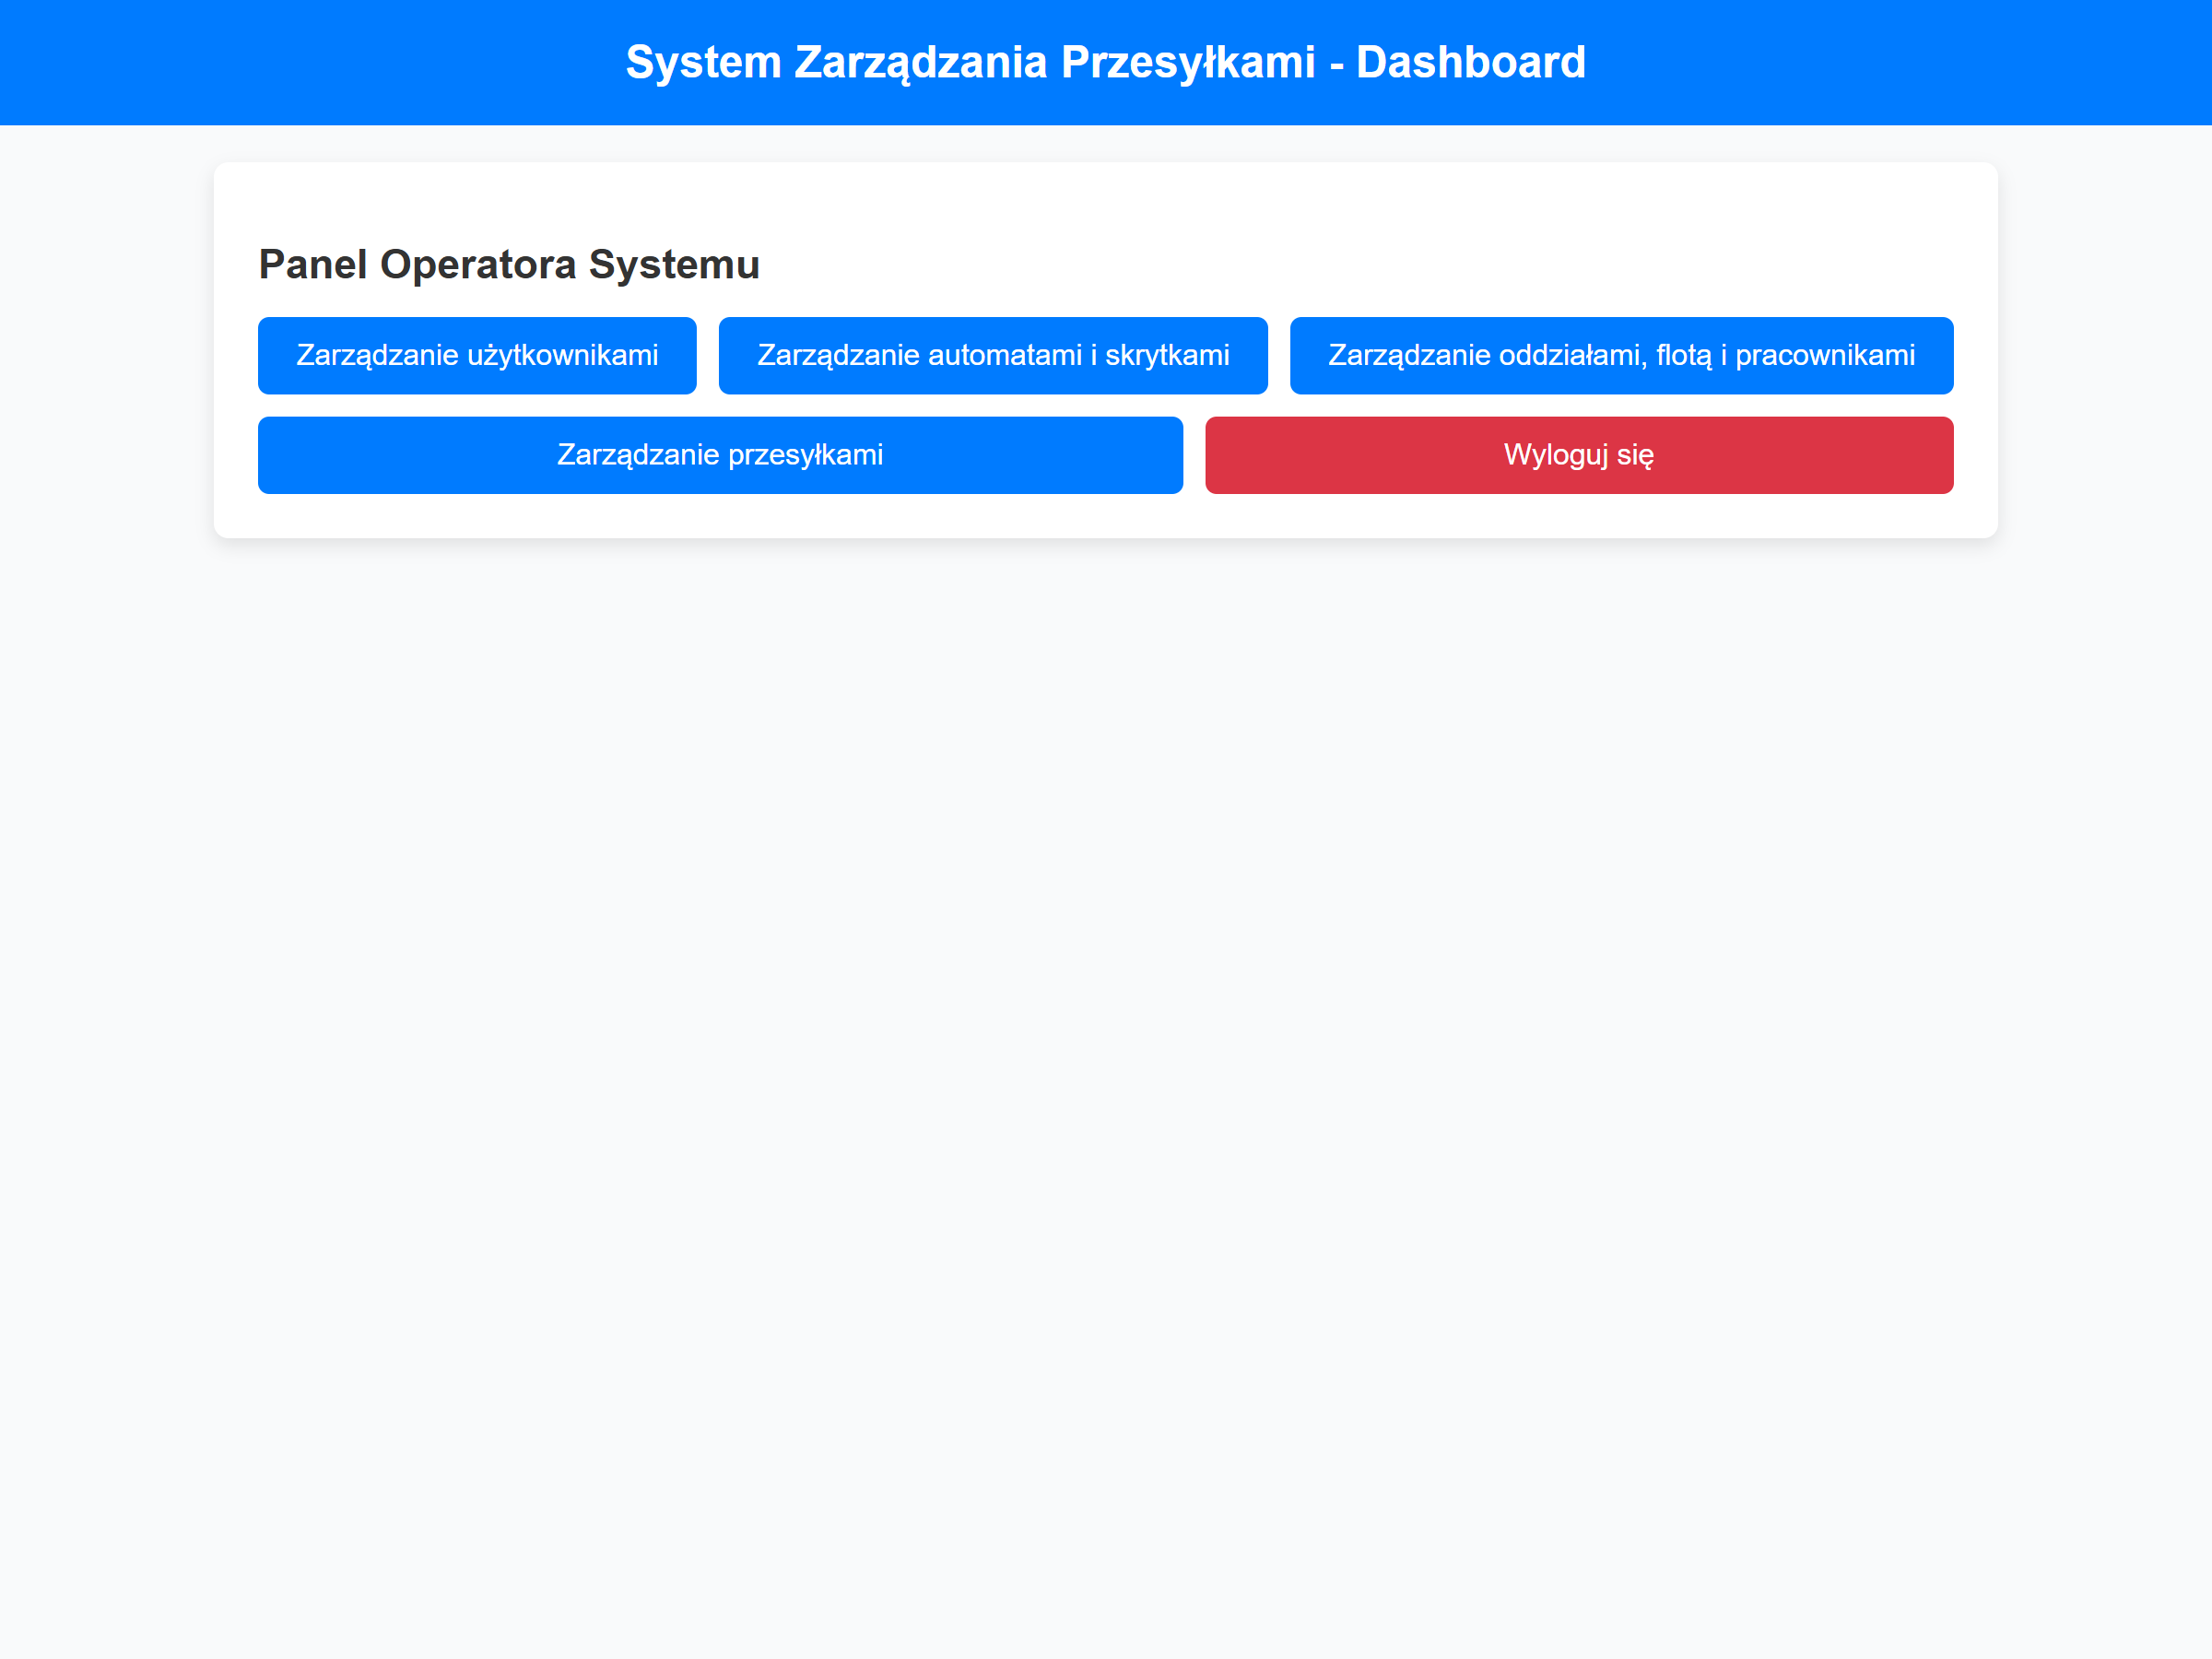 System Zarządzania Przesyłkami - Dashboard
Panel Operatora Systemu
Zarządzanie użytkownikami
Zarządzanie automatami i skrytkami
Zarządzanie oddziałami, flotą i pracownikami
Zarządzanie przesyłkami
Wyloguj się